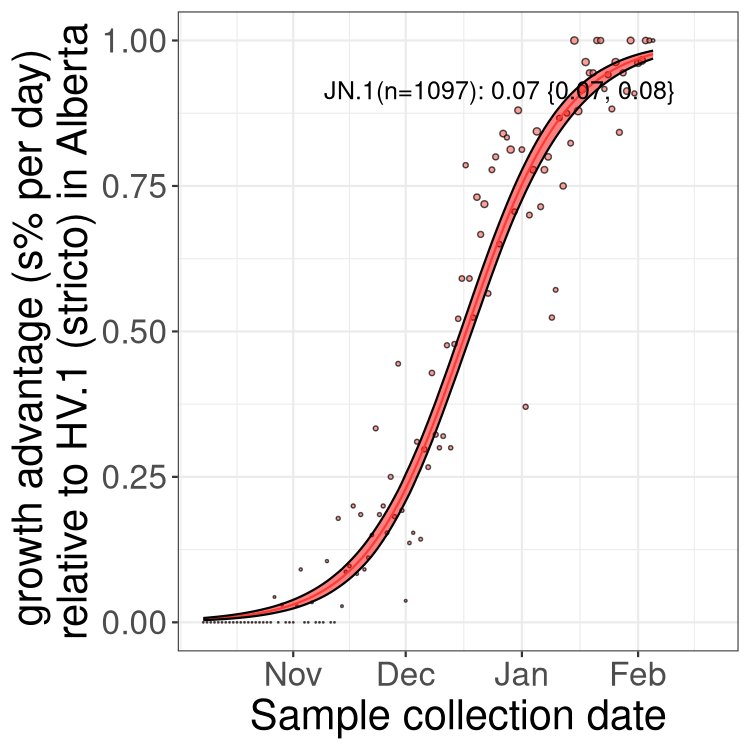 growth advantage (s% per day)
relative to HV.1 (stricto) in Alberta
1.00
0.75
0.50
0.25
0.00
JN.1(n=1097): 0.07 {0.07, 0.08}
Nov Dec Jan Feb
Sample collection date